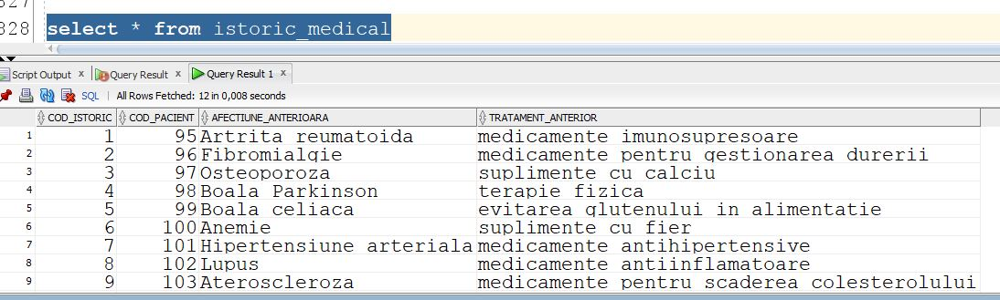 827
828 select * from istoric_medical
Script Output x Query Result x Query Result 1 x
SQL | All Rows Fetched: 12 in 0,008 seconds
COD_ISTORIC COD_PACIENT AFECTIUNE_ANTERIOARA TRATAMENT_ANTERIOR
1 1 95 Artrita reumatoida medicamente imunosupresoare
2 2 96 Fibromialgie medicamente pentru gestionarea durerii
3 3 97 Osteoporoza suplimente cu calciu
4 4 98 Boala Parkinson terapie fizica
5 5 99 Boala celiaca evitarea glutenului in alimentatie
6 6 100 Anemie suplimente cu fier
7 7 101 Hipertensiune arteriala medicamente antihipertensive
8 8 102 Lupus medicamente antiinflamatoare
9 9 103 Ateroscleroza medicamente pentru scaderea colesterolului